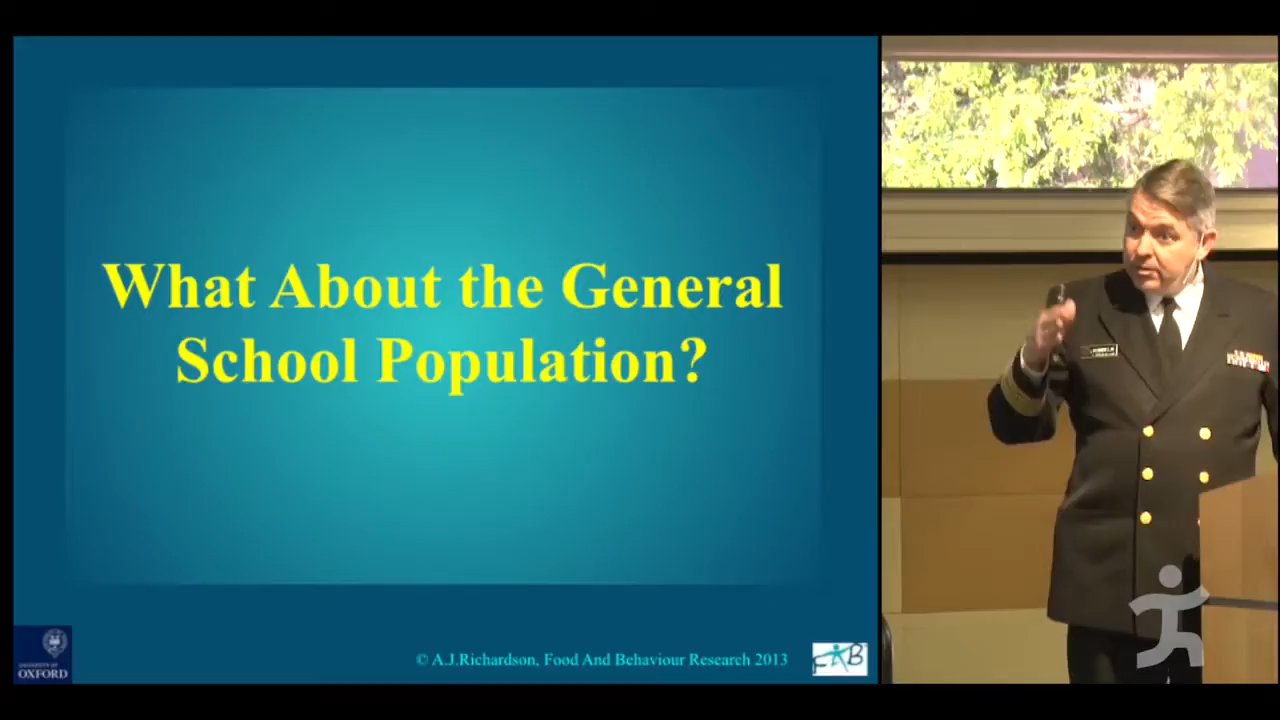 What About the General
School Population?
UNIVERSITY OF
OXFORD
© A.J.Richardson, Food And Behaviour Research 2013
FAB